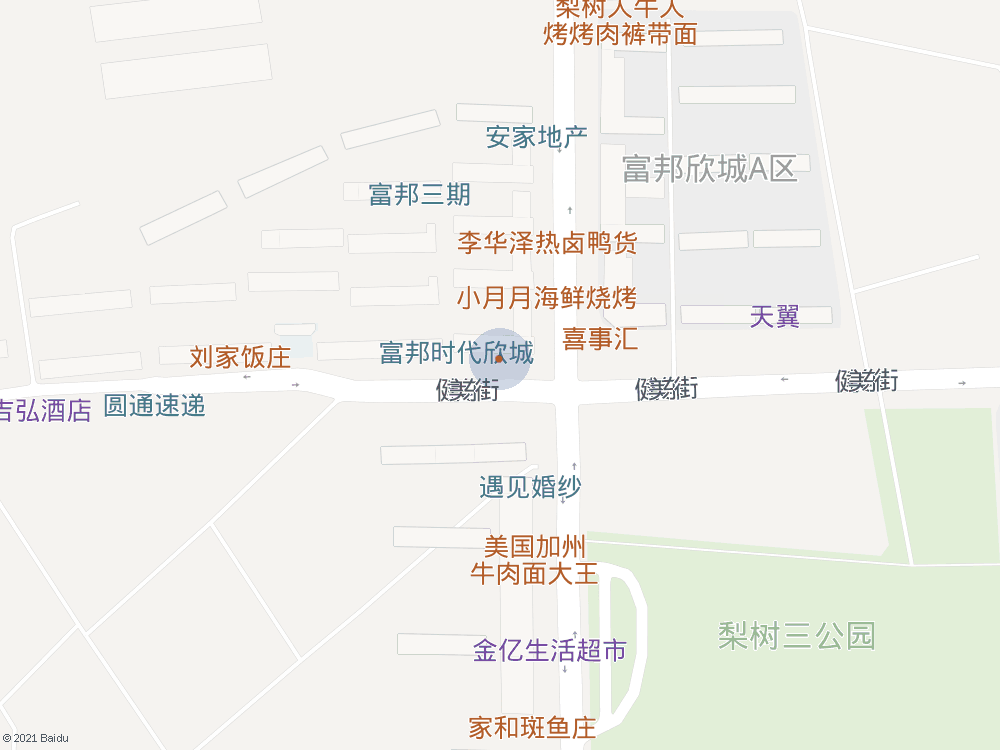 梨树人牛人
烤烤肉裤带面
安家地产
富邦欣城A区
富邦三期
李华泽热卤鸭货
小月月海鲜烧烤
天翼
喜事汇
富邦时代欣城
刘家饭庄
吉弘酒店
圆通速递
遇见婚纱
美国加州
牛肉面大王
梨树三公园
金亿生活超市
家和斑鱼庄
© 2021 Baidu